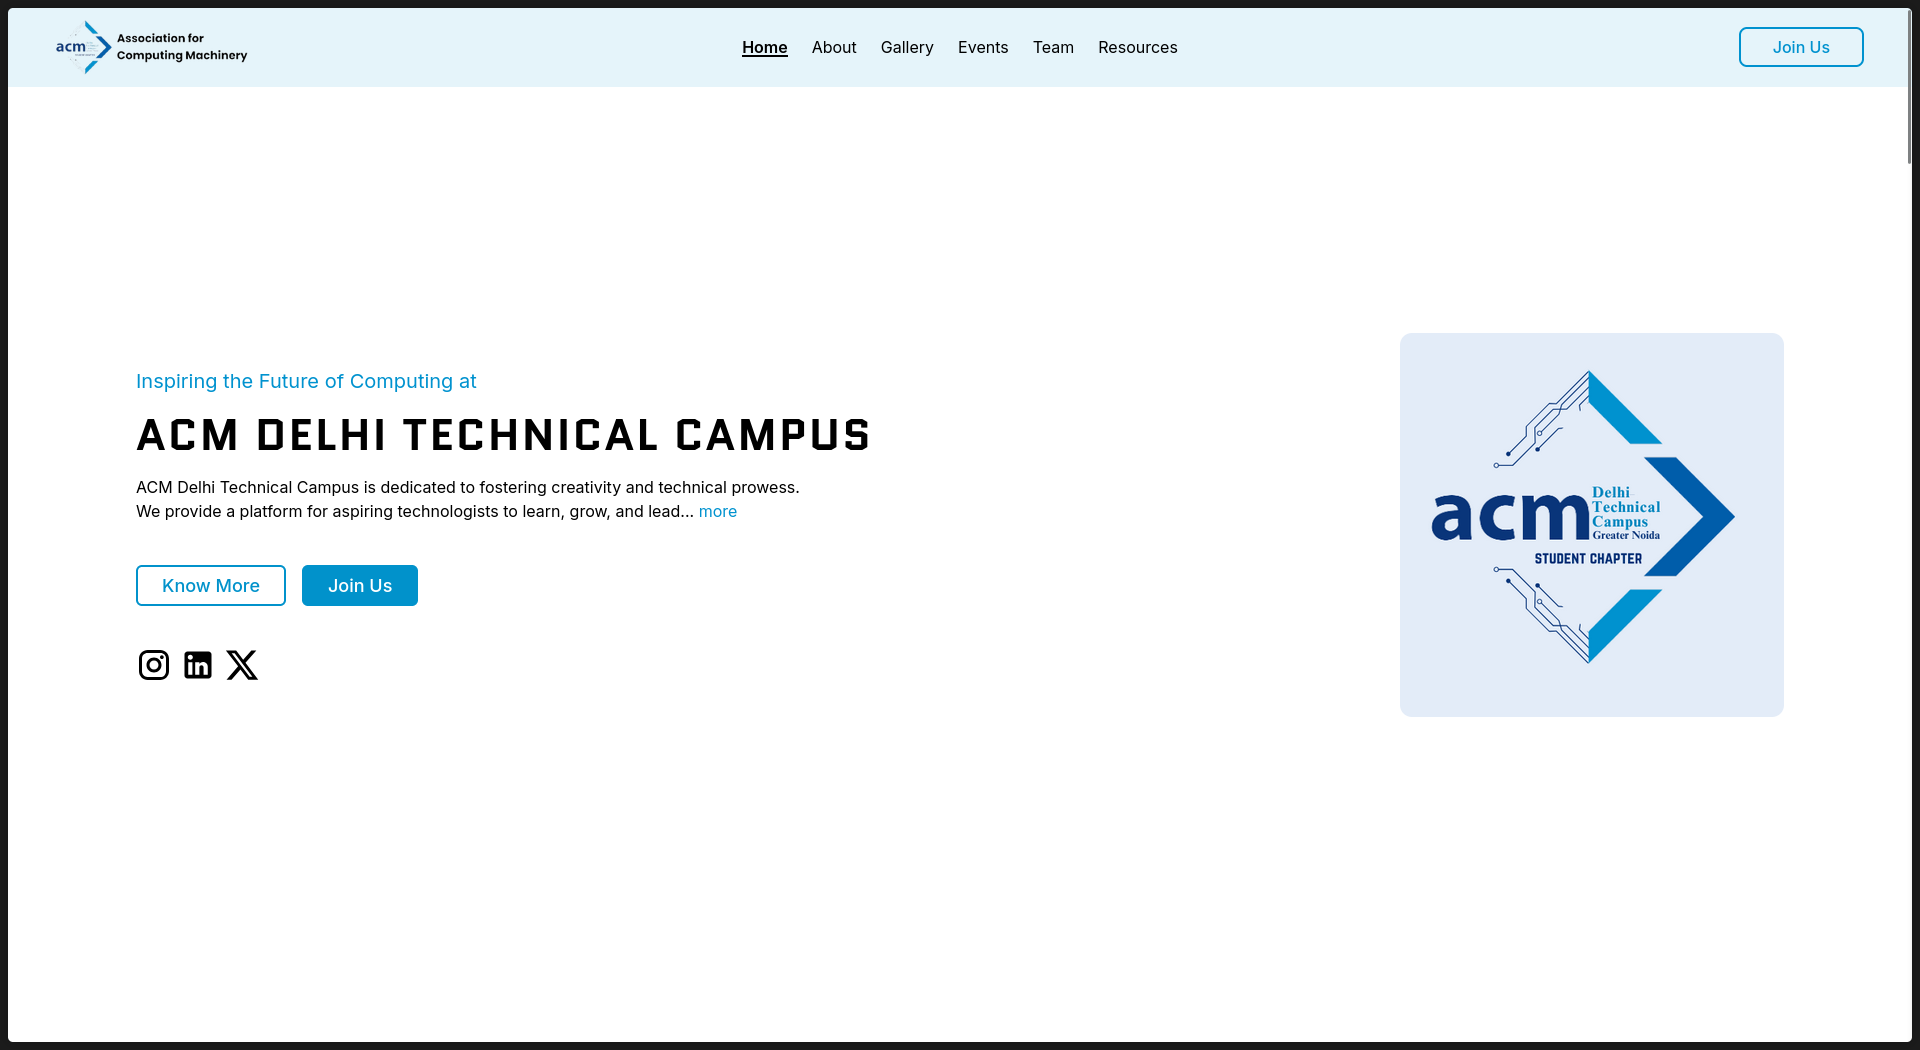 acm
Association for
Computing Machinery
Home
About
Gallery
Events
Team
Resources
Join Us
Inspiring the Future of Computing at
ACM DELHI TECHNICAL CAMPUS
ACM Delhi Technical Campus is dedicated to fostering creativity and technical prowess.
We provide a platform for aspiring technologists to learn, grow, and lead... more
Know More
Join Us
acm
Delhi
Technical
Campus
Greater Noida
STUDENT CHAPTER